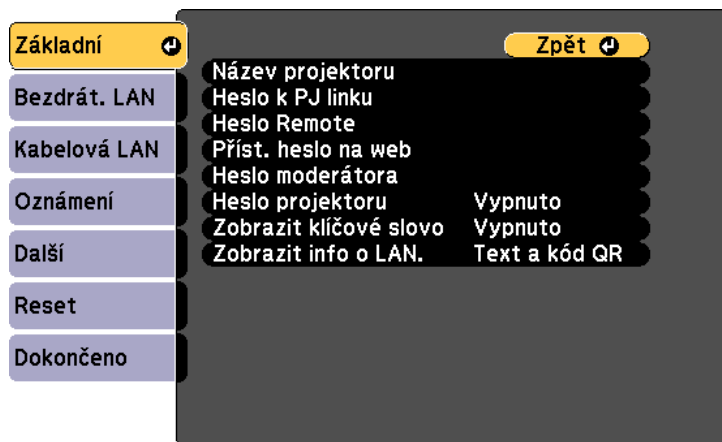 Základní
Bezdrát. LAN
Kabelová LAN
Oznámení
Další
Reset
Dokončeno
Zpět
Název projektoru
Heslo k PJ linku
Heslo Remote
Příst. heslo na web
Heslo moderátora
Heslo projektoru Vypnuto
Zobrazit klíčové slovo Vypnuto
Zobrazit info o LAN. Text a kód QR